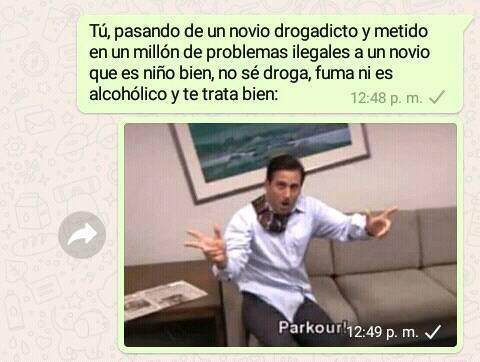 Tú, pasando de un novio drogadicto y metido
en un millón de problemas ilegales a un novio
que es niño bien, no sé droga, fuma ni es
alcohólico y te trata bien:
12:48 p. m.
Parkour!
12:49 p. m.